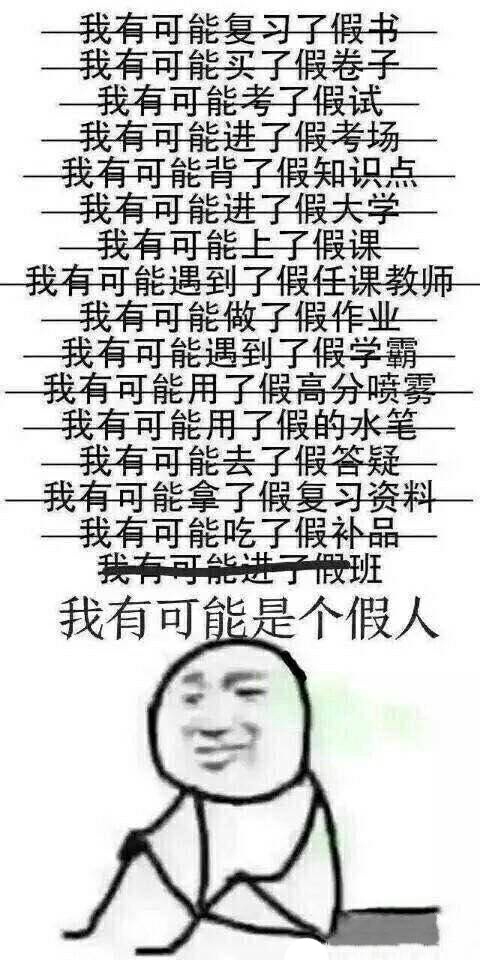 我有可能复习了假书
我有可能买了假卷子
我有可能考了假试
我有可能进了假考场
我有可能背了假知识点
我有可能进了假大学
我有可能上了假课
我有可能遇到了假任课教师
我有可能做了假作业
我有可能遇到了假学霸
我有可能用了假高分喷雾
我有可能用了假的水笔
我有可能去了假答疑
我有可能拿了假复习资料
我有可能吃了假补品
我有可能进了假班
我有可能是个假人